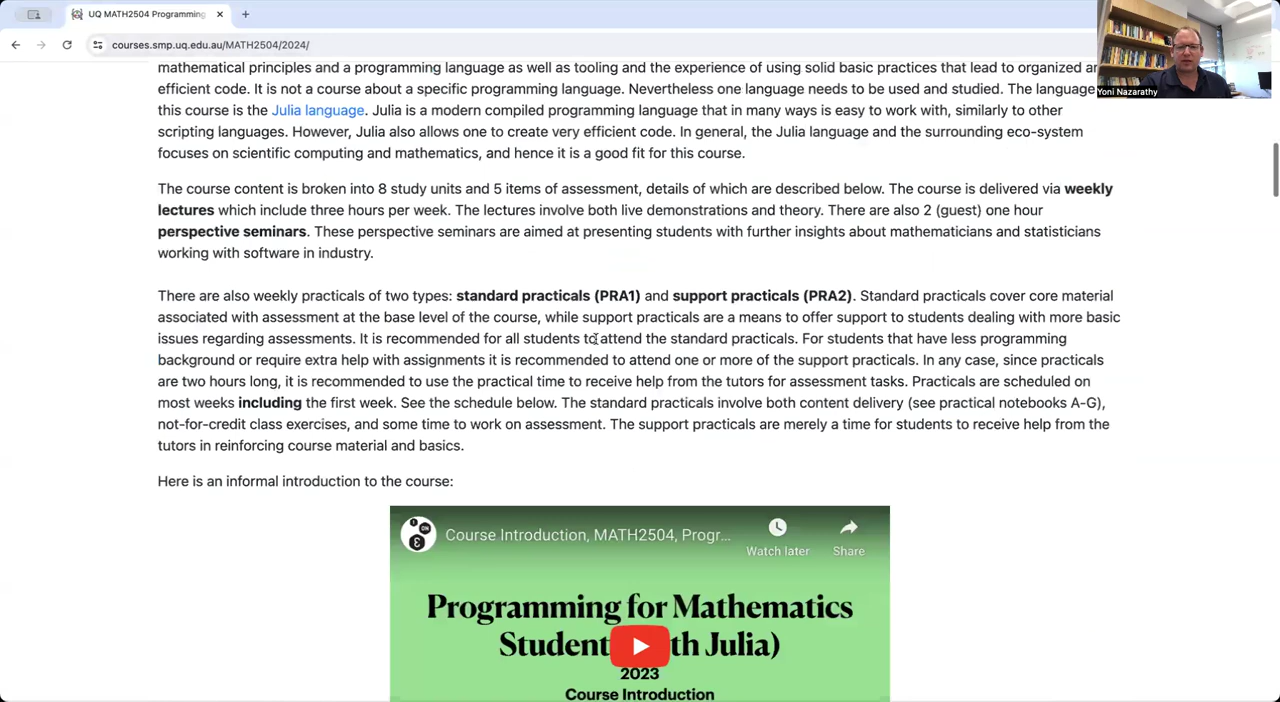 UQ MATH2504 Programming
courses.smp.uq.edu.au/MATH2504/2024/
Yoni Nazarathy
mathematical principles and a programming language as well as tooling and the experience of using solid basic practices that lead to organized
efficient code. It is not a course about a specific programming language. Nevertheless one language needs to be used and studied. The language
this course is the Julia language. Julia is a modern compiled programming language that in many ways is easy to work with, similarly to other
scripting languages. However, Julia also allows one to create very efficient code. In general, the Julia language and the surrounding eco-system
focuses on scientific computing and mathematics, and hence it is a good fit for this course.
The course content is broken into 8 study units and 5 items of assessment, details of which are described below. The course is delivered via weekly
lectures which include three hours per week. The lectures involve both live demonstrations and theory. There are also 2 (guest) one hour
perspective seminars. These perspective seminars are aimed at presenting students with further insights about mathematicians and statisticians
working with software in industry.
There are also weekly practicals of two types: standard practicals (PRA1) and support practicals (PRA2). Standard practicals cover core material
associated with assessment at the base level of the course, while support practicals are a means to offer support to students dealing with more basic
issues regarding assessments. It is recommended for all students to attend the standard practicals. For students that have less programming
background or require extra help with assignments it is recommended to attend one or more of the support practicals. In any case, since practicals
are two hours long, it is recommended to use the practical time to receive help from the tutors for assessment tasks. Practicals are scheduled on
most weeks including the first week. See the schedule below. The standard practicals involve both content delivery (see practical notebooks A-G),
not-for-credit class exercises, and some time to work on assessment. The support practicals are merely a time for students to receive help from the
tutors in reinforcing course material and basics.
Here is an informal introduction to the course:
Course Introduction, MATH2504, Progr...
Watch later
Share
Programming for Mathematics
Student th Julia)
2023
Course Introduction